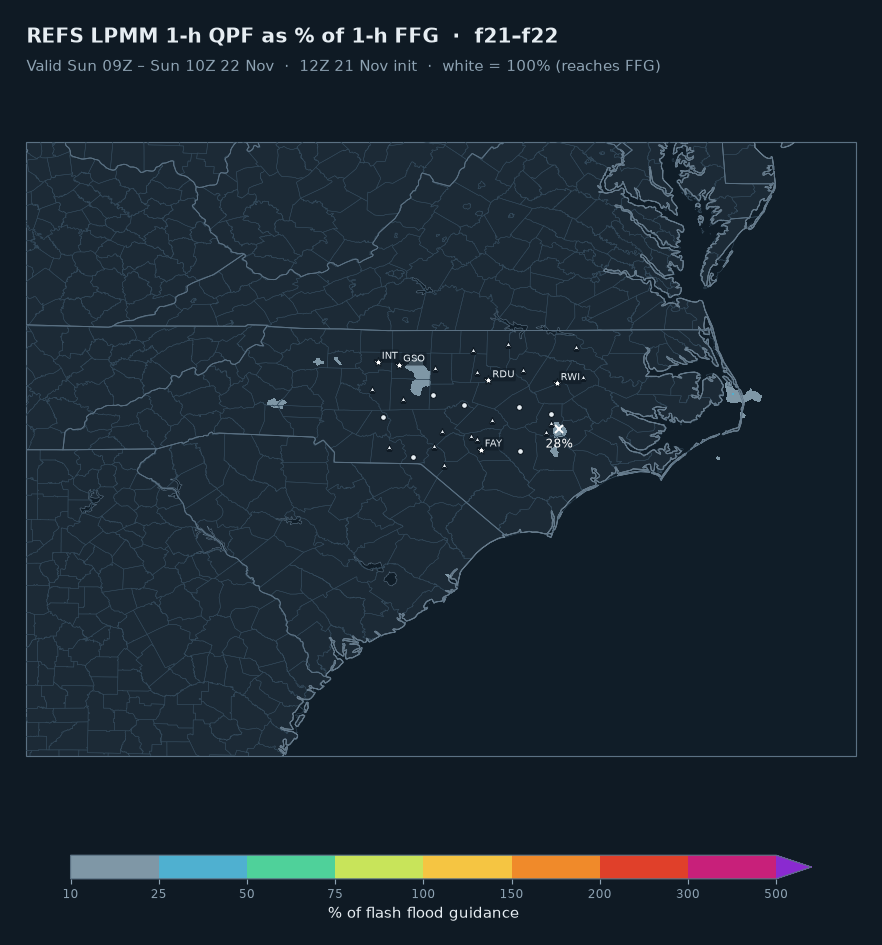 REFS LPMM 1-h QPF as % of 1-h FFG · f21–f22
Valid Sun 09Z – Sun 10Z 22 Nov · 12Z 21 Nov init · white = 100% (reaches FFG)
INT GSO
RDU
RWI
FAY
28%
10 25 50 75 100 150 200 300 500
% of flash flood guidance